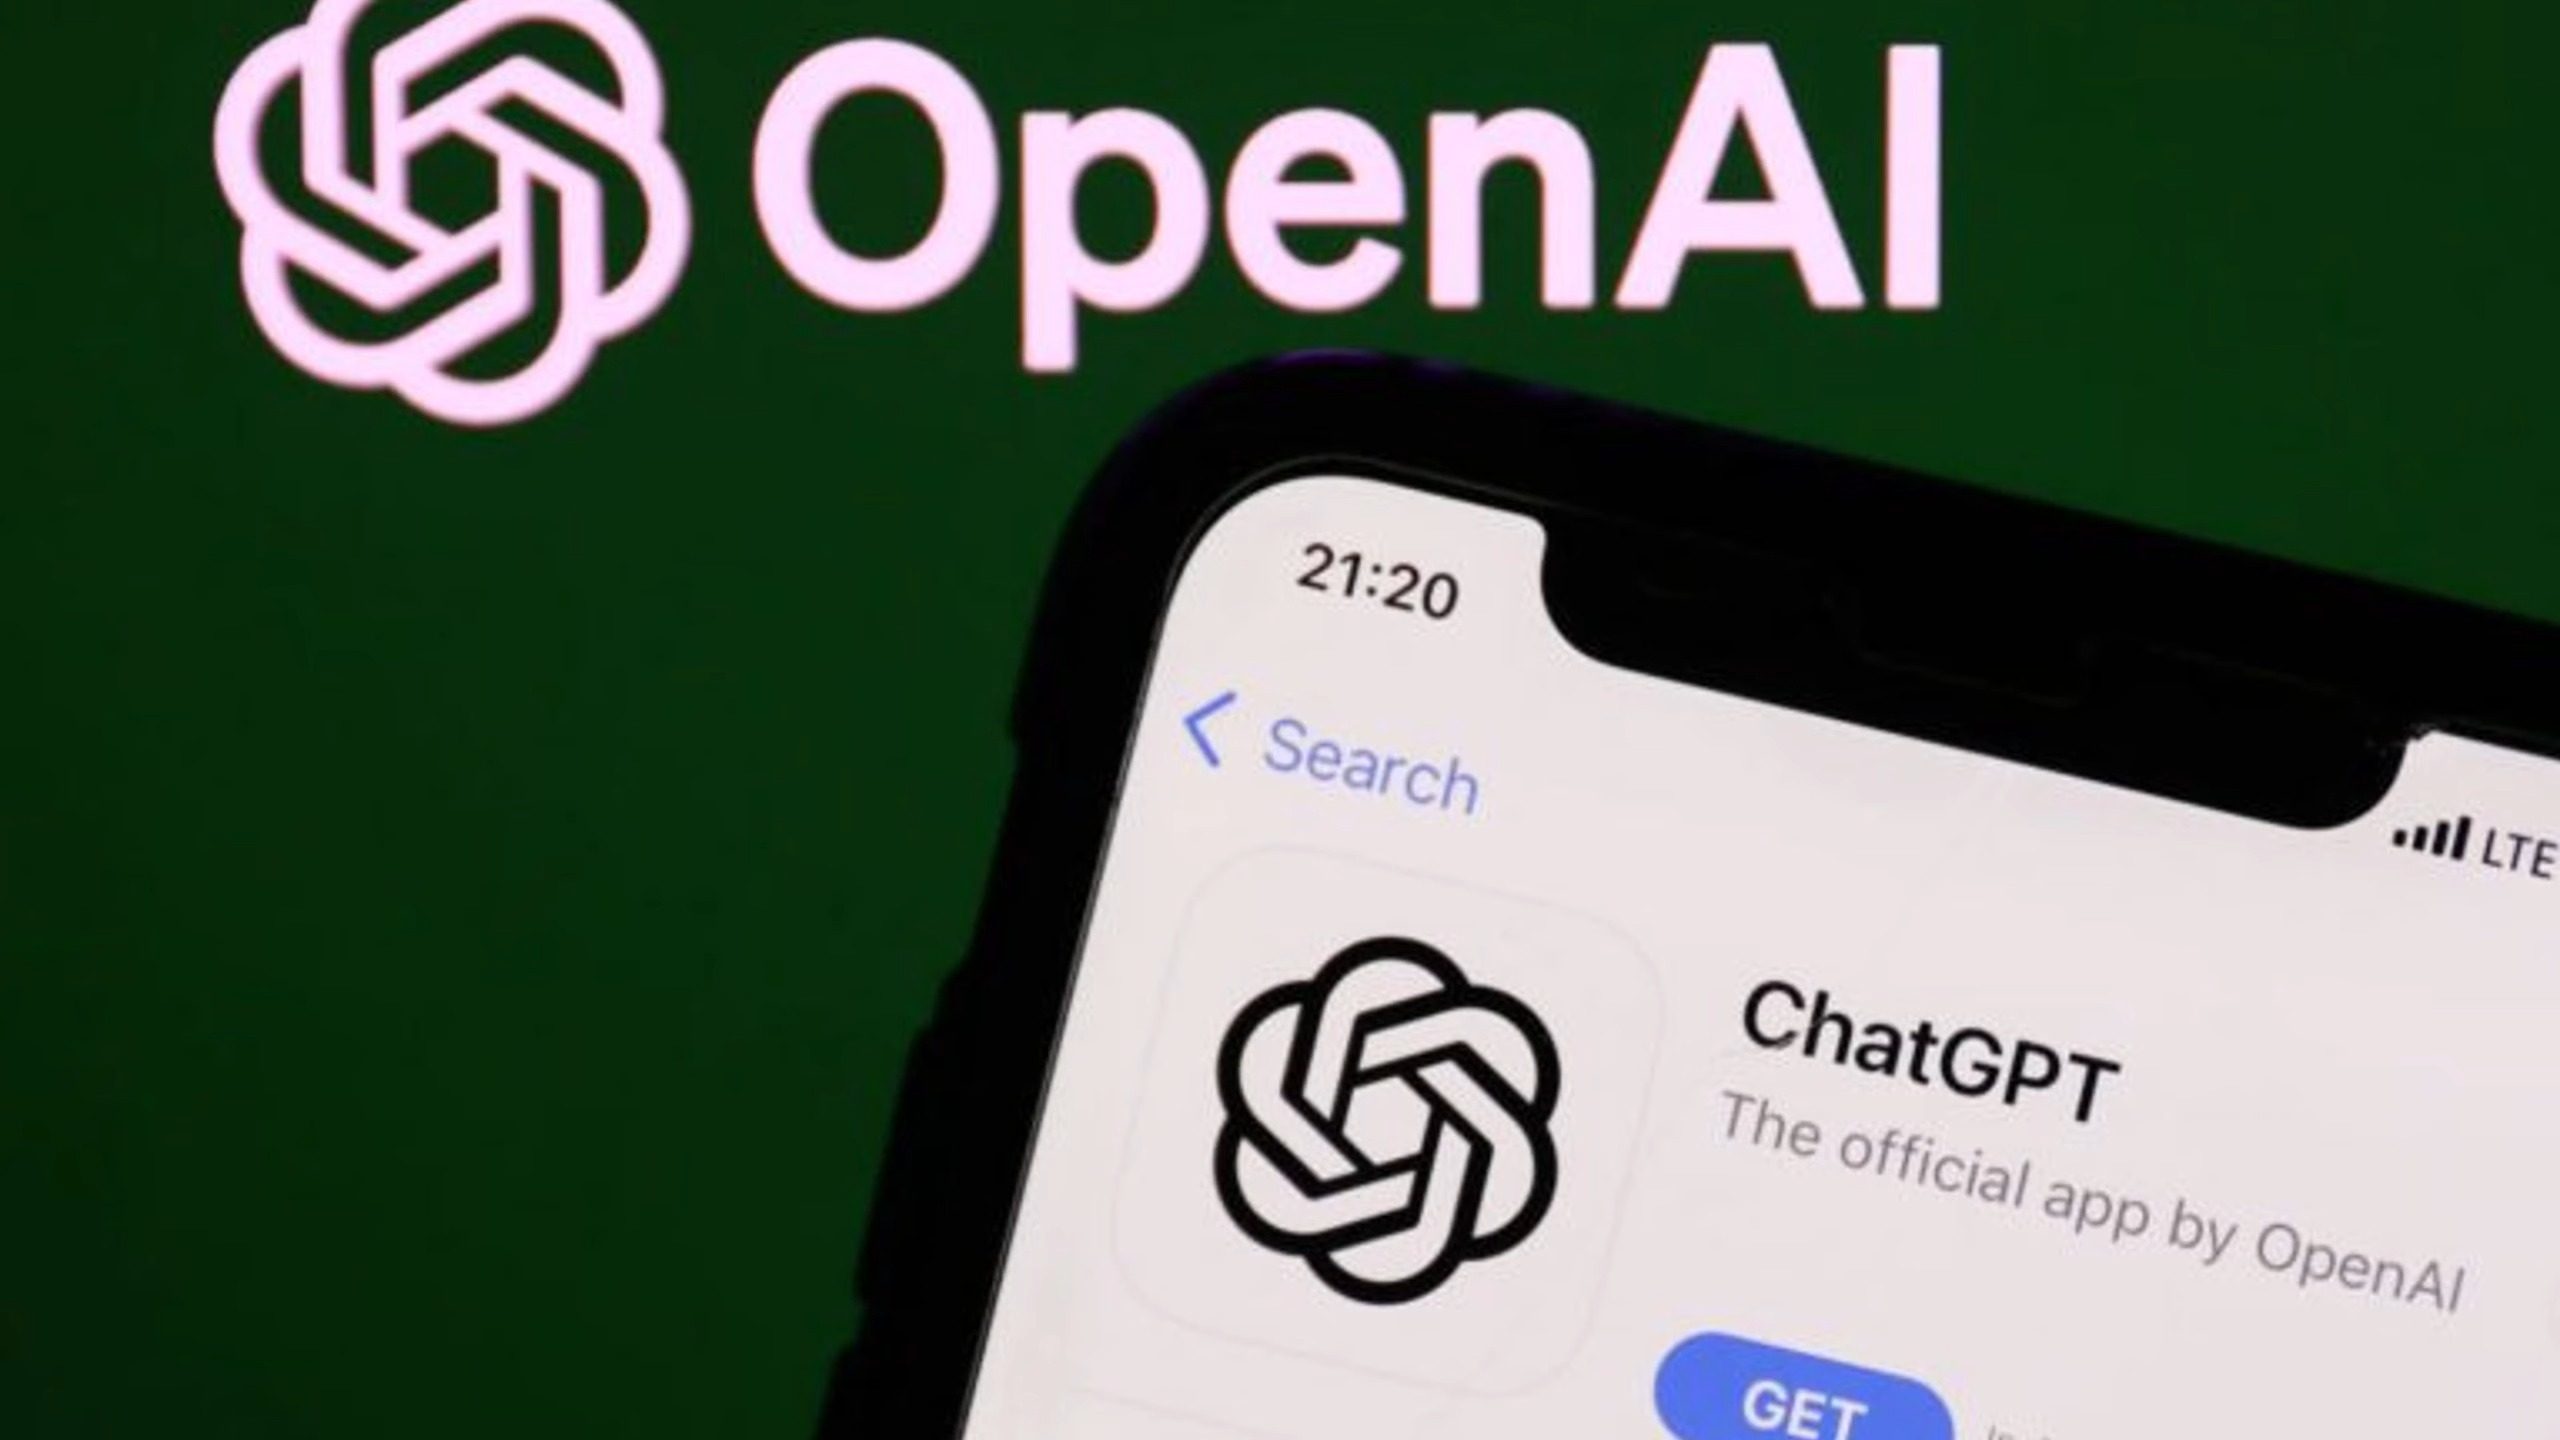 OpenAI
21:20
LTE
Search
ChatGPT
The official app by OpenAI
GET